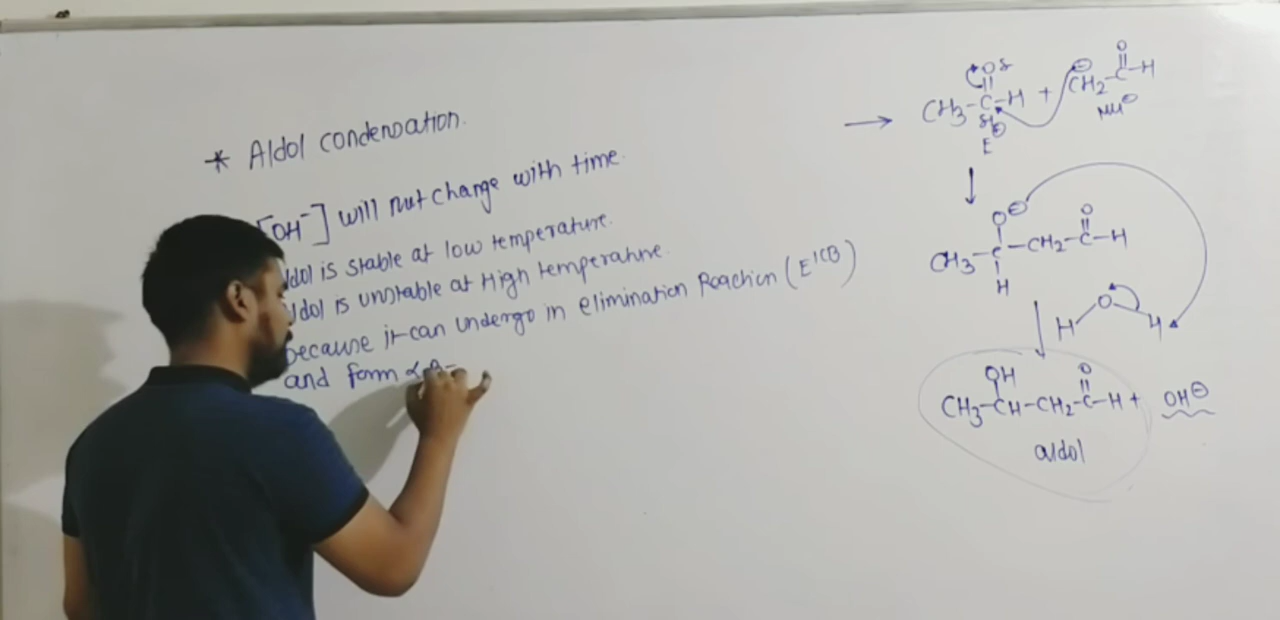 * Aldol condensation.
[OH⁻] will not change with time.
dol is stable at low temperature.
ldol is unstable at High temperature.
because it can undergo in elimination Reaction (E1CB)
and form α β-
→ CH3-C-H + CH2-C-H
O δ-
O
δ+
E⊕
Nu⊖
↓
O⊖
O
CH3-C-CH2-C-H
H
O
H H
↓
OH
O
CH3-CH-CH2-C-H + OH⊖
aldol